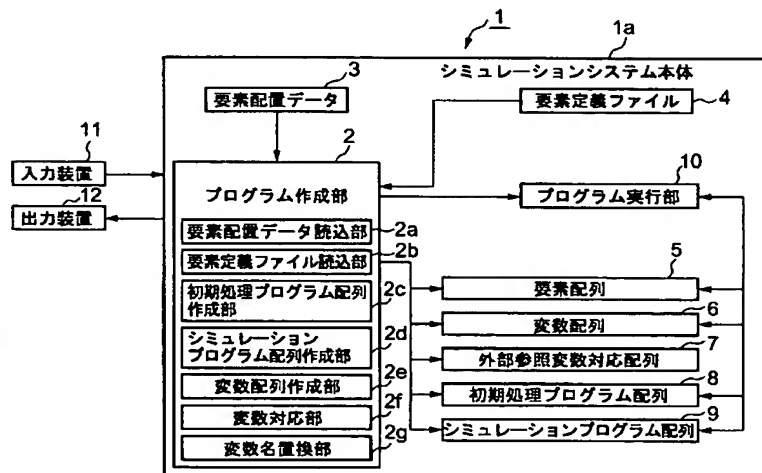 1
1a
シミュレーションシステム本体
3
要素配置データ
要素定義ファイル
4
11
入力装置
12
出力装置
2
プログラム作成部
10
プログラム実行部
要素配置データ読込部
2a
要素定義ファイル読込部
2b
初期処理プログラム配列
作成部
2c
シミュレーション
プログラム配列作成部
2d
変数配列作成部
2e
変数対応部
2f
変数名置換部
2g
5
要素配列
6
変数配列
7
外部参照変数対応配列
8
初期処理プログラム配列
9
シミュレーションプログラム配列